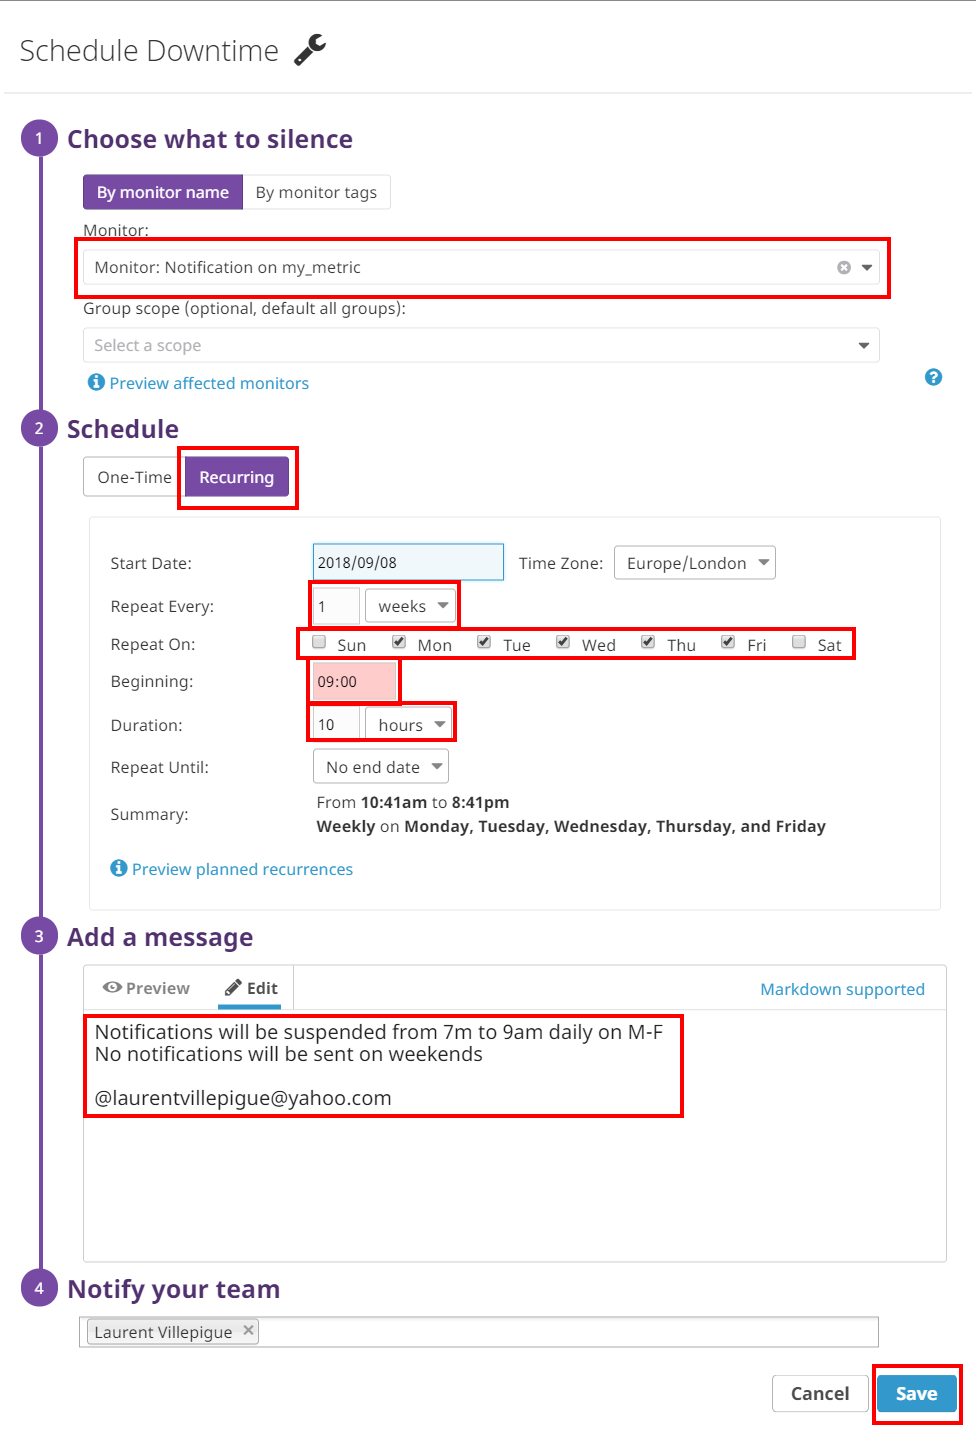 Schedule Downtime
1 Choose what to silence
By monitor name By monitor tags
Monitor:
Monitor: Notification on my_metric
Group scope (optional, default all groups):
Select a scope
Preview affected monitors
2 Schedule
One-Time Recurring
Start Date: 2018/09/08 Time Zone: Europe/London
Repeat Every: 1 weeks
Repeat On: Sun Mon Tue Wed Thu Fri Sat
Beginning: 09:00
Duration: 10 hours
Repeat Until: No end date
Summary: From 10:41am to 8:41pm
Weekly on Monday, Tuesday, Wednesday, Thursday, and Friday
Preview planned recurrences
3 Add a message
Preview Edit Markdown supported
Notifications will be suspended from 7m to 9am daily on M-F
No notifications will be sent on weekends
@laurentvillepigue@yahoo.com
4 Notify your team
Laurent Villepigue
Cancel Save